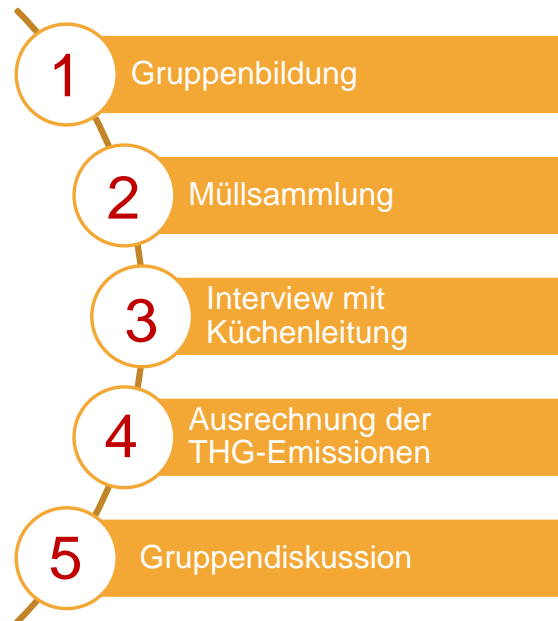 1
Gruppenbildung
2
Müllsammlung
3
Interview mit
Küchenleitung
4
Ausrechnung der
THG-Emissionen
5
Gruppendiskussion